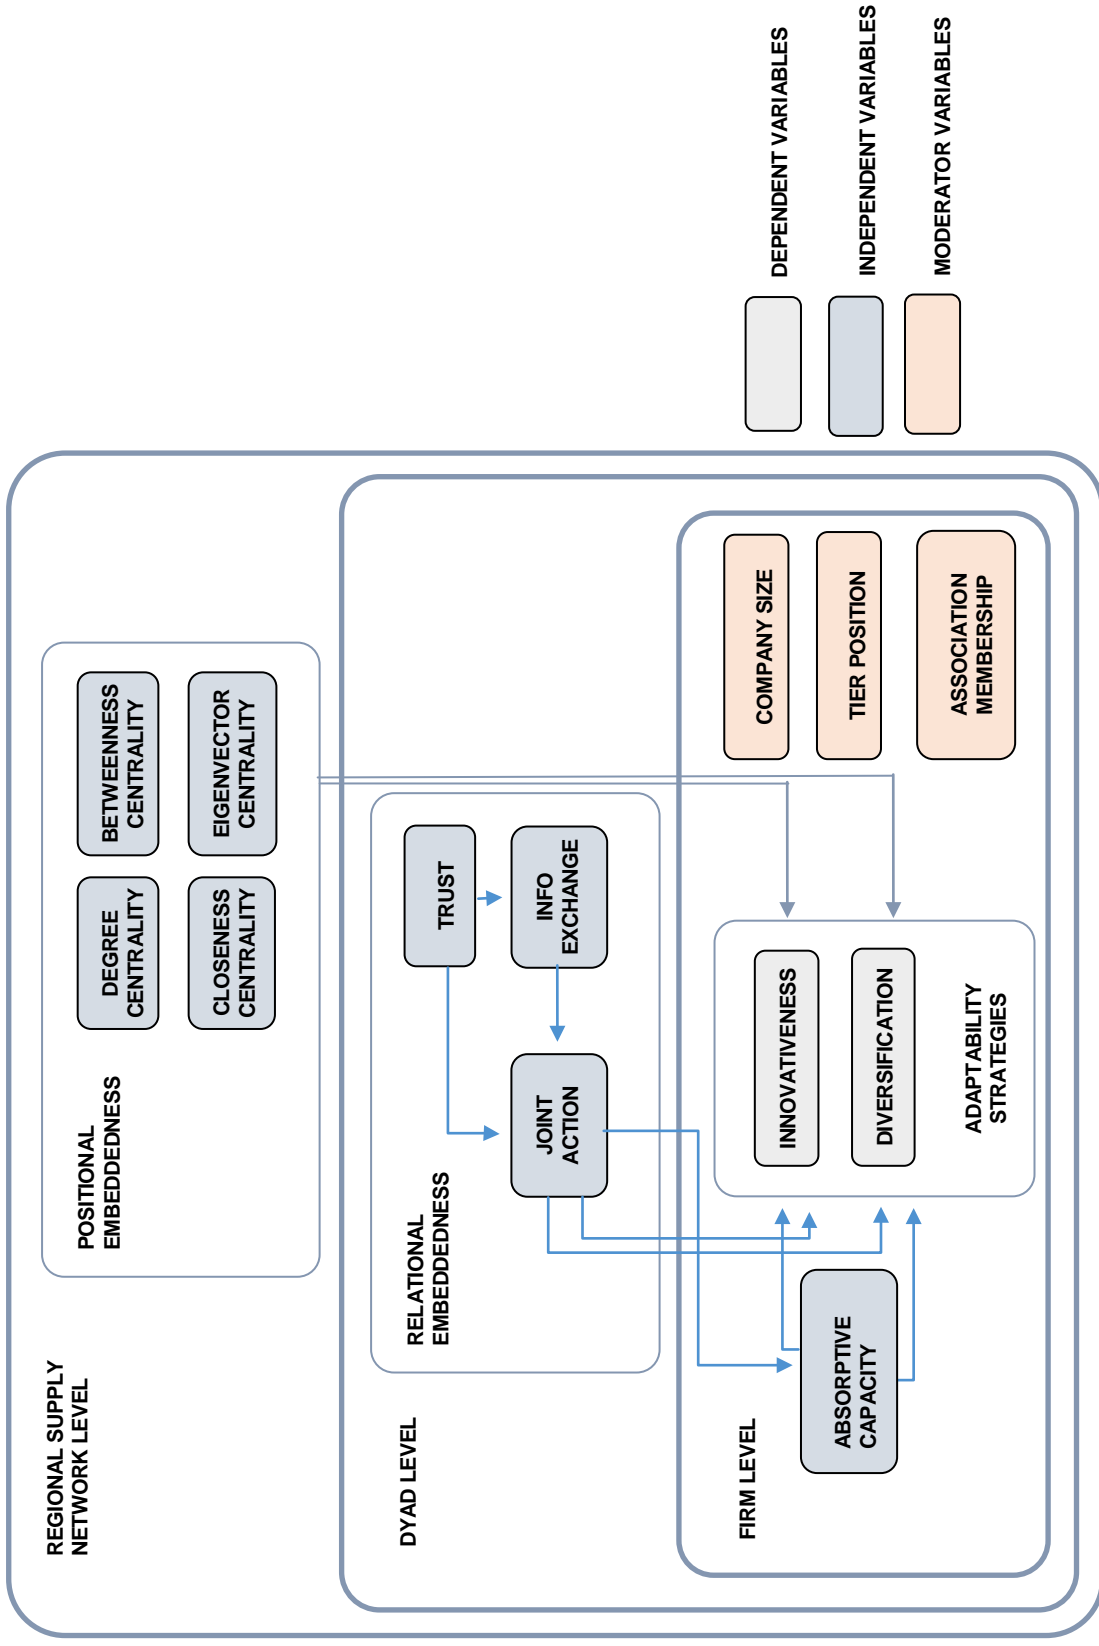 REGIONAL SUPPLY
NETWORK LEVEL
POSITIONAL
EMBEDDEDNESS
DEGREE
CENTRALITY
BETWEENNESS
CENTRALITY
CLOSENESS
CENTRALITY
EIGENVECTOR
CENTRALITY
DYAD LEVEL
RELATIONAL
EMBEDDEDNESS
TRUST
JOINT
ACTION
INFO
EXCHANGE
FIRM LEVEL
ABSORPTIVE
CAPACITY
INNOVATIVENESS
DIVERSIFICATION
ADAPTABILITY
STRATEGIES
COMPANY SIZE
TIER POSITION
ASSOCIATION
MEMBERSHIP
DEPENDENT VARIABLES
INDEPENDENT VARIABLES
MODERATOR VARIABLES